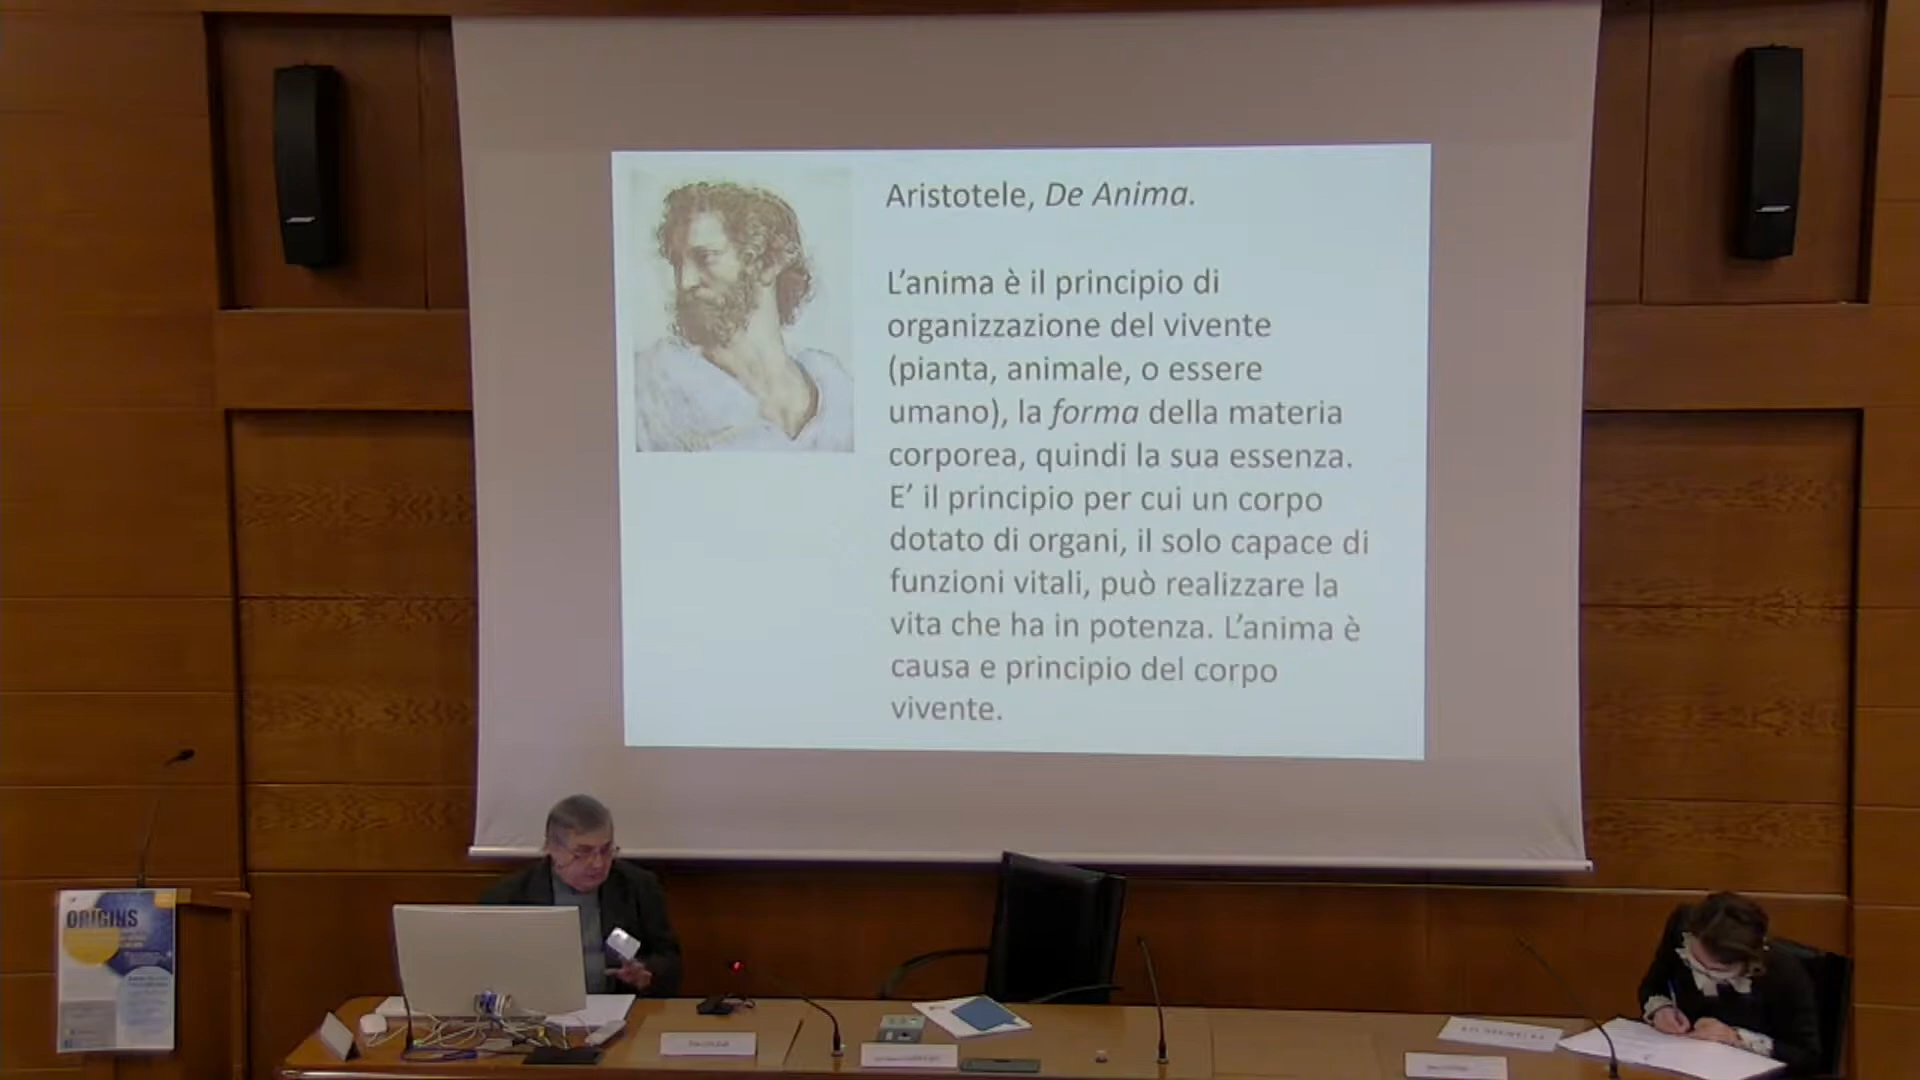 Aristotele, De Anima.
L’anima è il principio di
organizzazione del vivente
(pianta, animale, o essere
umano), la forma della materia
corporea, quindi la sua essenza.
E’ il principio per cui un corpo
dotato di organi, il solo capace di
funzioni vitali, può realizzare la
vita che ha in potenza. L’anima è
causa e principio del corpo
vivente.
ORIGINS